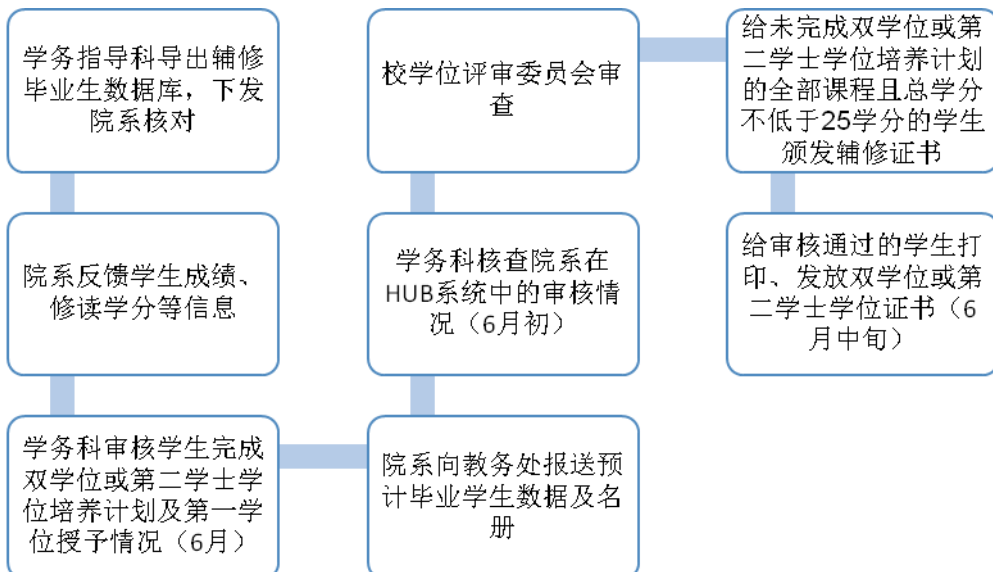 学务指导科导出辅修
毕业生数据库，下发
院系核对
院系反馈学生成绩、
修读学分等信息
学务科审核学生完成
双学位或第二学士学
位培养计划及第一学
位授予情况（6月）
院系向教务处报送预
计毕业学生数据及名
册
学务科核查院系在
HUB系统中的审核情
况（6月初）
校学位评审委员会审
查
给未完成双学位或第
二学士学位培养计划
的全部课程且总学分
不低于25学分的学生
颁发辅修证书
给审核通过的学生打
印、发放双学位或第
二学士学位证书（6
月中旬）